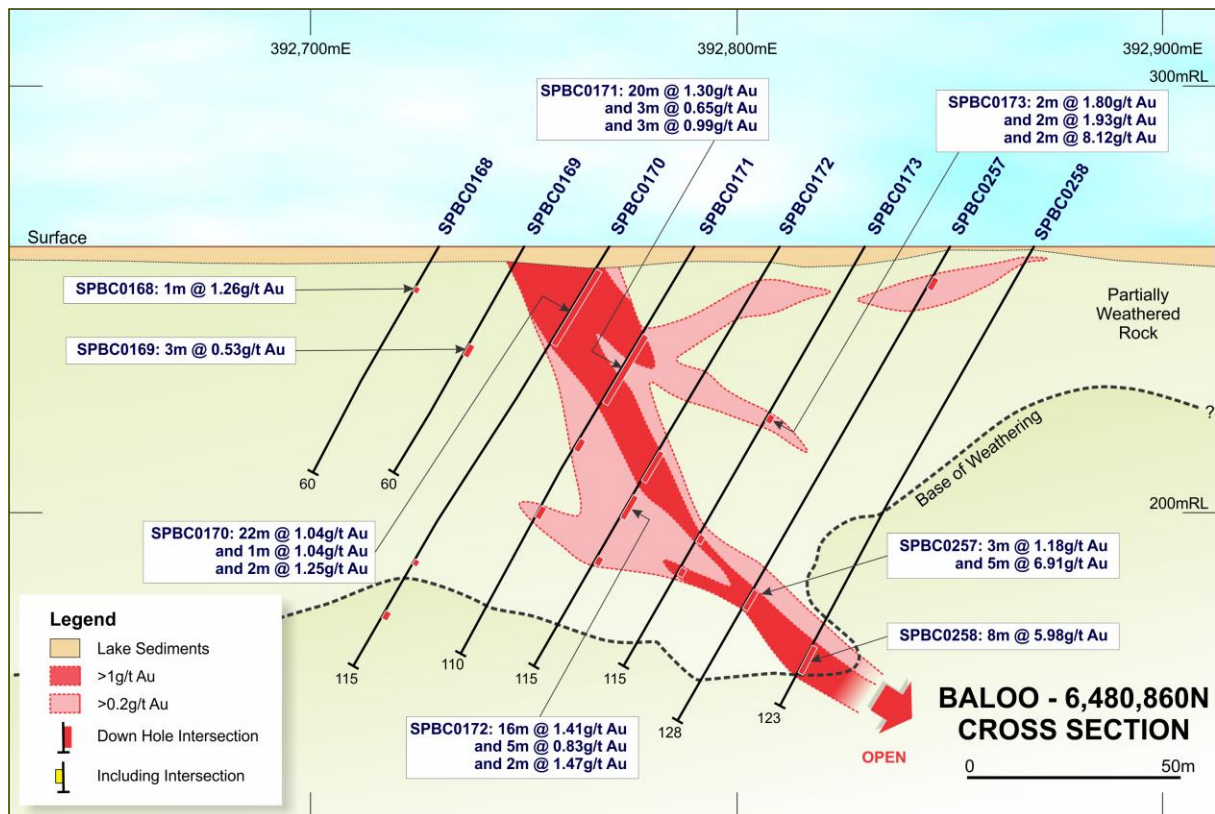 392,700mE
392,800mE
392,900mE
300mRL
SPBC0171: 20m @ 1.30g/t Au
and 3m @ 0.65g/t Au
and 3m @ 0.99g/t Au
SPBC0173: 2m @ 1.80g/t Au
and 2m @ 1.93g/t Au
and 2m @ 8.12g/t Au
SPBC0168
SPBC0169
SPBC0170
SPBC0171
SPBC0172
SPBC0173
SPBC0257
SPBC0258
Surface
SPBC0168: 1m @ 1.26g/t Au
SPBC0169: 3m @ 0.53g/t Au
Partially
Weathered
Rock
?
Base of Weathering
60
60
200mRL
SPBC0170: 22m @ 1.04g/t Au
and 1m @ 1.04g/t Au
and 2m @ 1.25g/t Au
SPBC0257: 3m @ 1.18g/t Au
and 5m @ 6.91g/t Au
SPBC0258: 8m @ 5.98g/t Au
Legend
Lake Sediments
>1g/t Au
>0.2g/t Au
Down Hole Intersection
Including Intersection
115
110
115
115
128
123
SPBC0172: 16m @ 1.41g/t Au
and 5m @ 0.83g/t Au
and 2m @ 1.47g/t Au
OPEN
BALOO - 6,480,860N
CROSS SECTION
0
50m